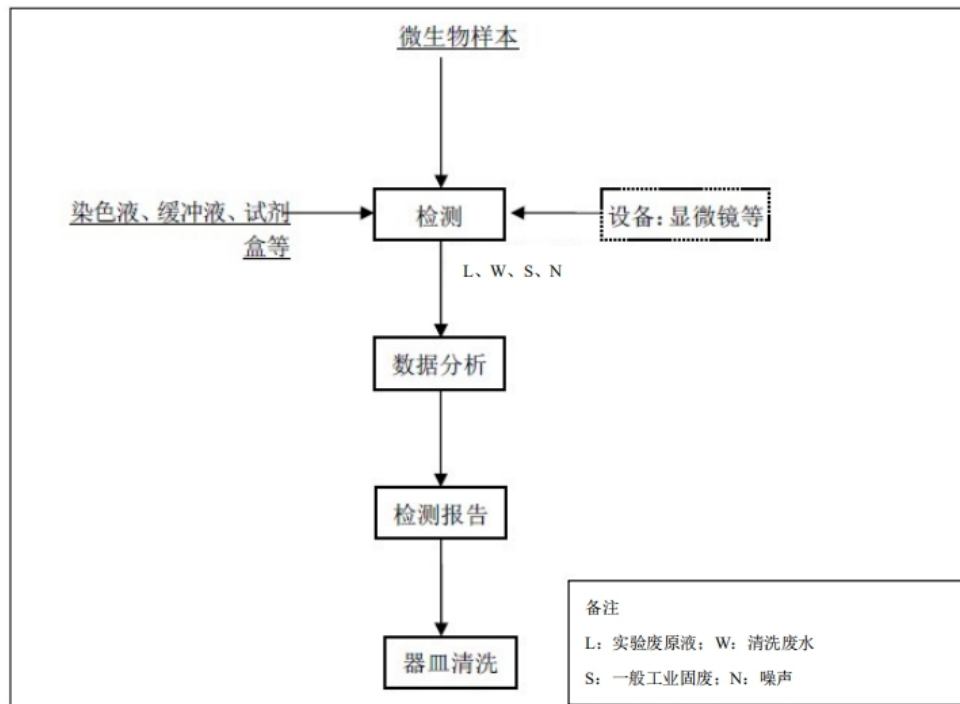 微生物样本
染色液、缓冲液、试剂
盒等
检测
设备：显微镜等
L、W、S、N
数据分析
检测报告
器皿清洗
备注
L：实验废原液；W：清洗废水
S：一般工业固废；N：噪声